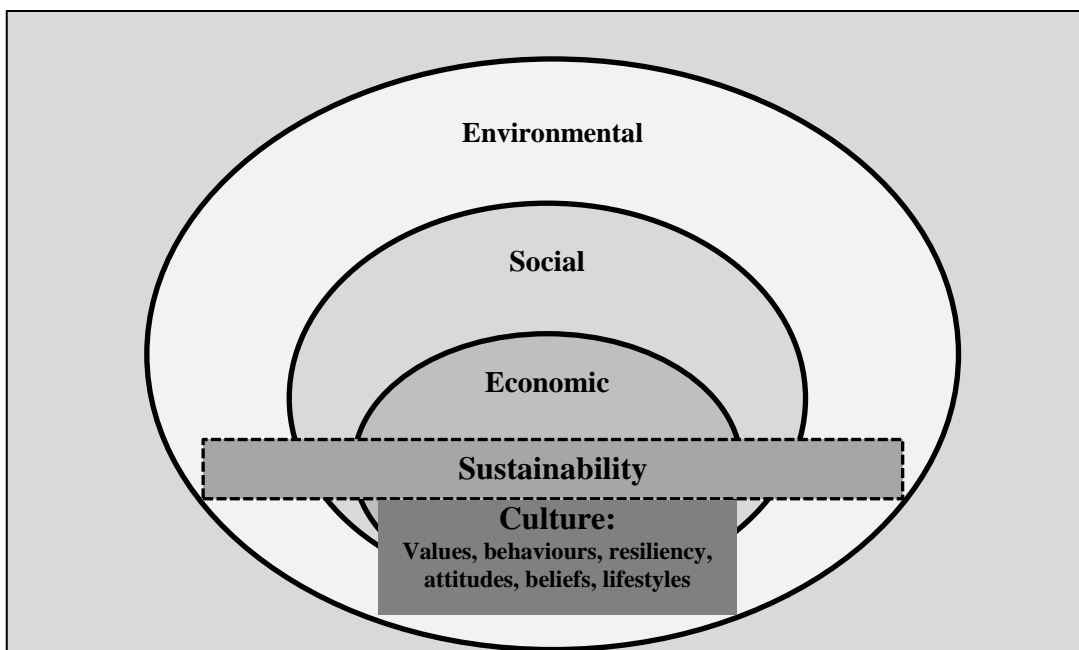 Environmental
Social
Economic
Sustainability
Culture:
Values, behaviours, resiliency,
attitudes, beliefs, lifestyles